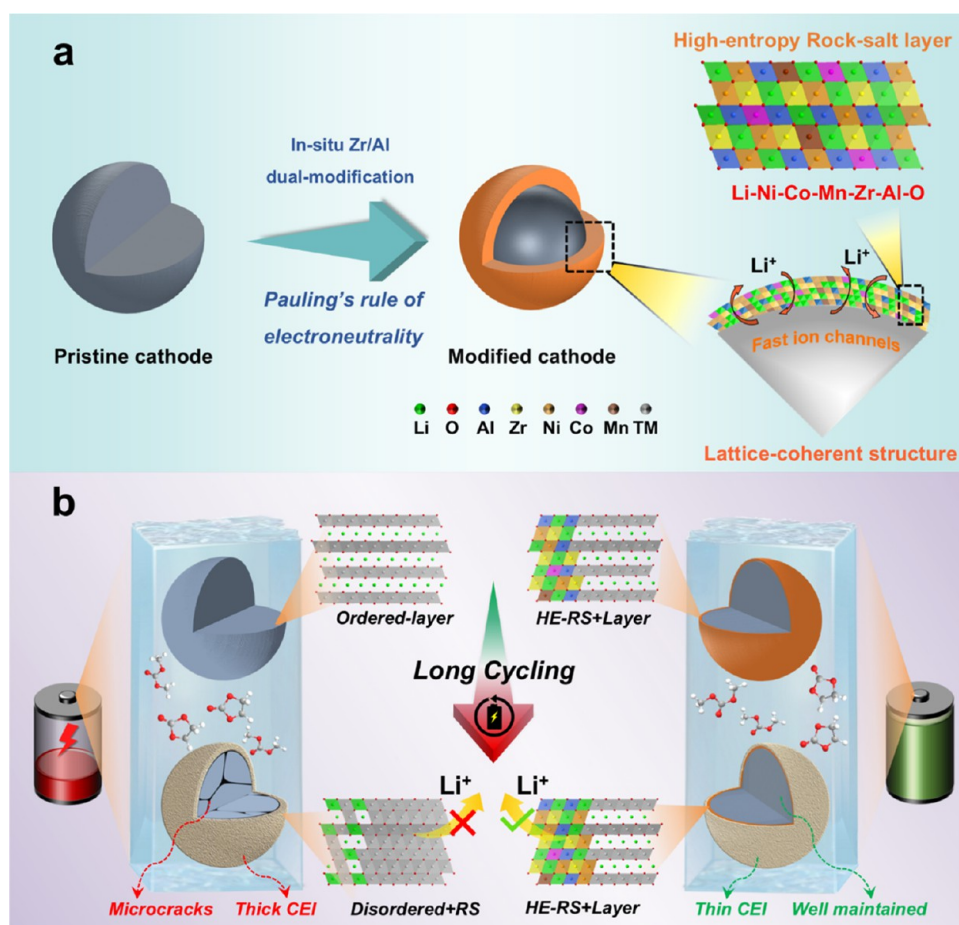 a
High-entropy Rock-salt layer
In-situ Zr/Al
dual-modification
Li-Ni-Co-Mn-Zr-Al-O
Li+
Li+
Pauling's rule of
electroneutrality
Pristine cathode
Modified cathode
Fast ion channels
Li O Al Zr Ni Co Mn TM
Lattice-coherent structure
b
Ordered-layer
HE-RS+Layer
Long Cycling
Li+
Li+
Microcracks
Thick CEI
Disordered+RS
HE-RS+Layer
Thin CEI
Well maintained